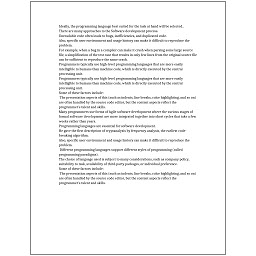 Ideally, the programming language best suited for the task at hand will be selected.
There are many approaches to the Software development process.
Unreadable code often leads to bugs, inefficiencies, and duplicated code.
Also, specific user environment and usage history can make it difficult to reproduce the
problem.
For example, when a bug in a compiler can make it crash when parsing some large source
file, a simplification of the test case that results in only few lines from the original source file
can be sufficient to reproduce the same crash.
Programmers typically use high-level programming languages that are more easily
intelligible to humans than machine code, which is directly executed by the central
processing unit.
Programmers typically use high-level programming languages that are more easily
intelligible to humans than machine code, which is directly executed by the central
processing unit.
Some of these factors include:
The presentation aspects of this (such as indents, line breaks, color highlighting, and so on)
are often handled by the source code editor, but the content aspects reflect the
programmer's talent and skills.
Many programmers use forms of Agile software development where the various stages of
formal software development are more integrated together into short cycles that take a few
weeks rather than years.
Programming languages are essential for software development.
He gave the first description of cryptanalysis by frequency analysis, the earliest code-
breaking algorithm.
Also, specific user environment and usage history can make it difficult to reproduce the
problem.
Different programming languages support different styles of programming (called
programming paradigms).
The choice of language used is subject to many considerations, such as company policy,
suitability to task, availability of third-party packages, or individual preference.
Some of these factors include:
The presentation aspects of this (such as indents, line breaks, color highlighting, and so on)
are often handled by the source code editor, but the content aspects reflect the
programmer's talent and skills.